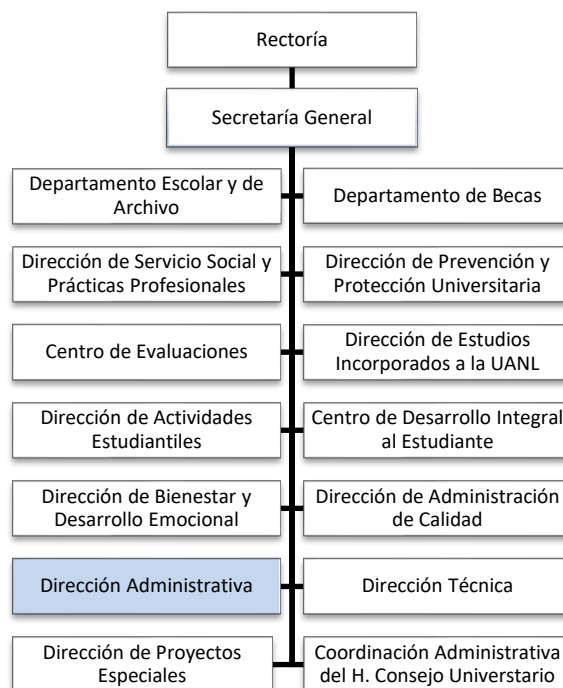 Rectoría
Secretaría General
Departamento Escolar y de
Archivo
Departamento de Becas
Dirección de Servicio Social y
Prácticas Profesionales
Dirección de Prevención y
Protección Universitaria
Centro de Evaluaciones
Dirección de Estudios
Incorporados a la UANL
Dirección de Actividades
Estudiantiles
Centro de Desarrollo Integral
al Estudiante
Dirección de Bienestar y
Desarrollo Emocional
Dirección de Administración
de Calidad
Dirección Administrativa
Dirección Técnica
Dirección de Proyectos
Especiales
Coordinación Administrativa
del H. Consejo Universtario